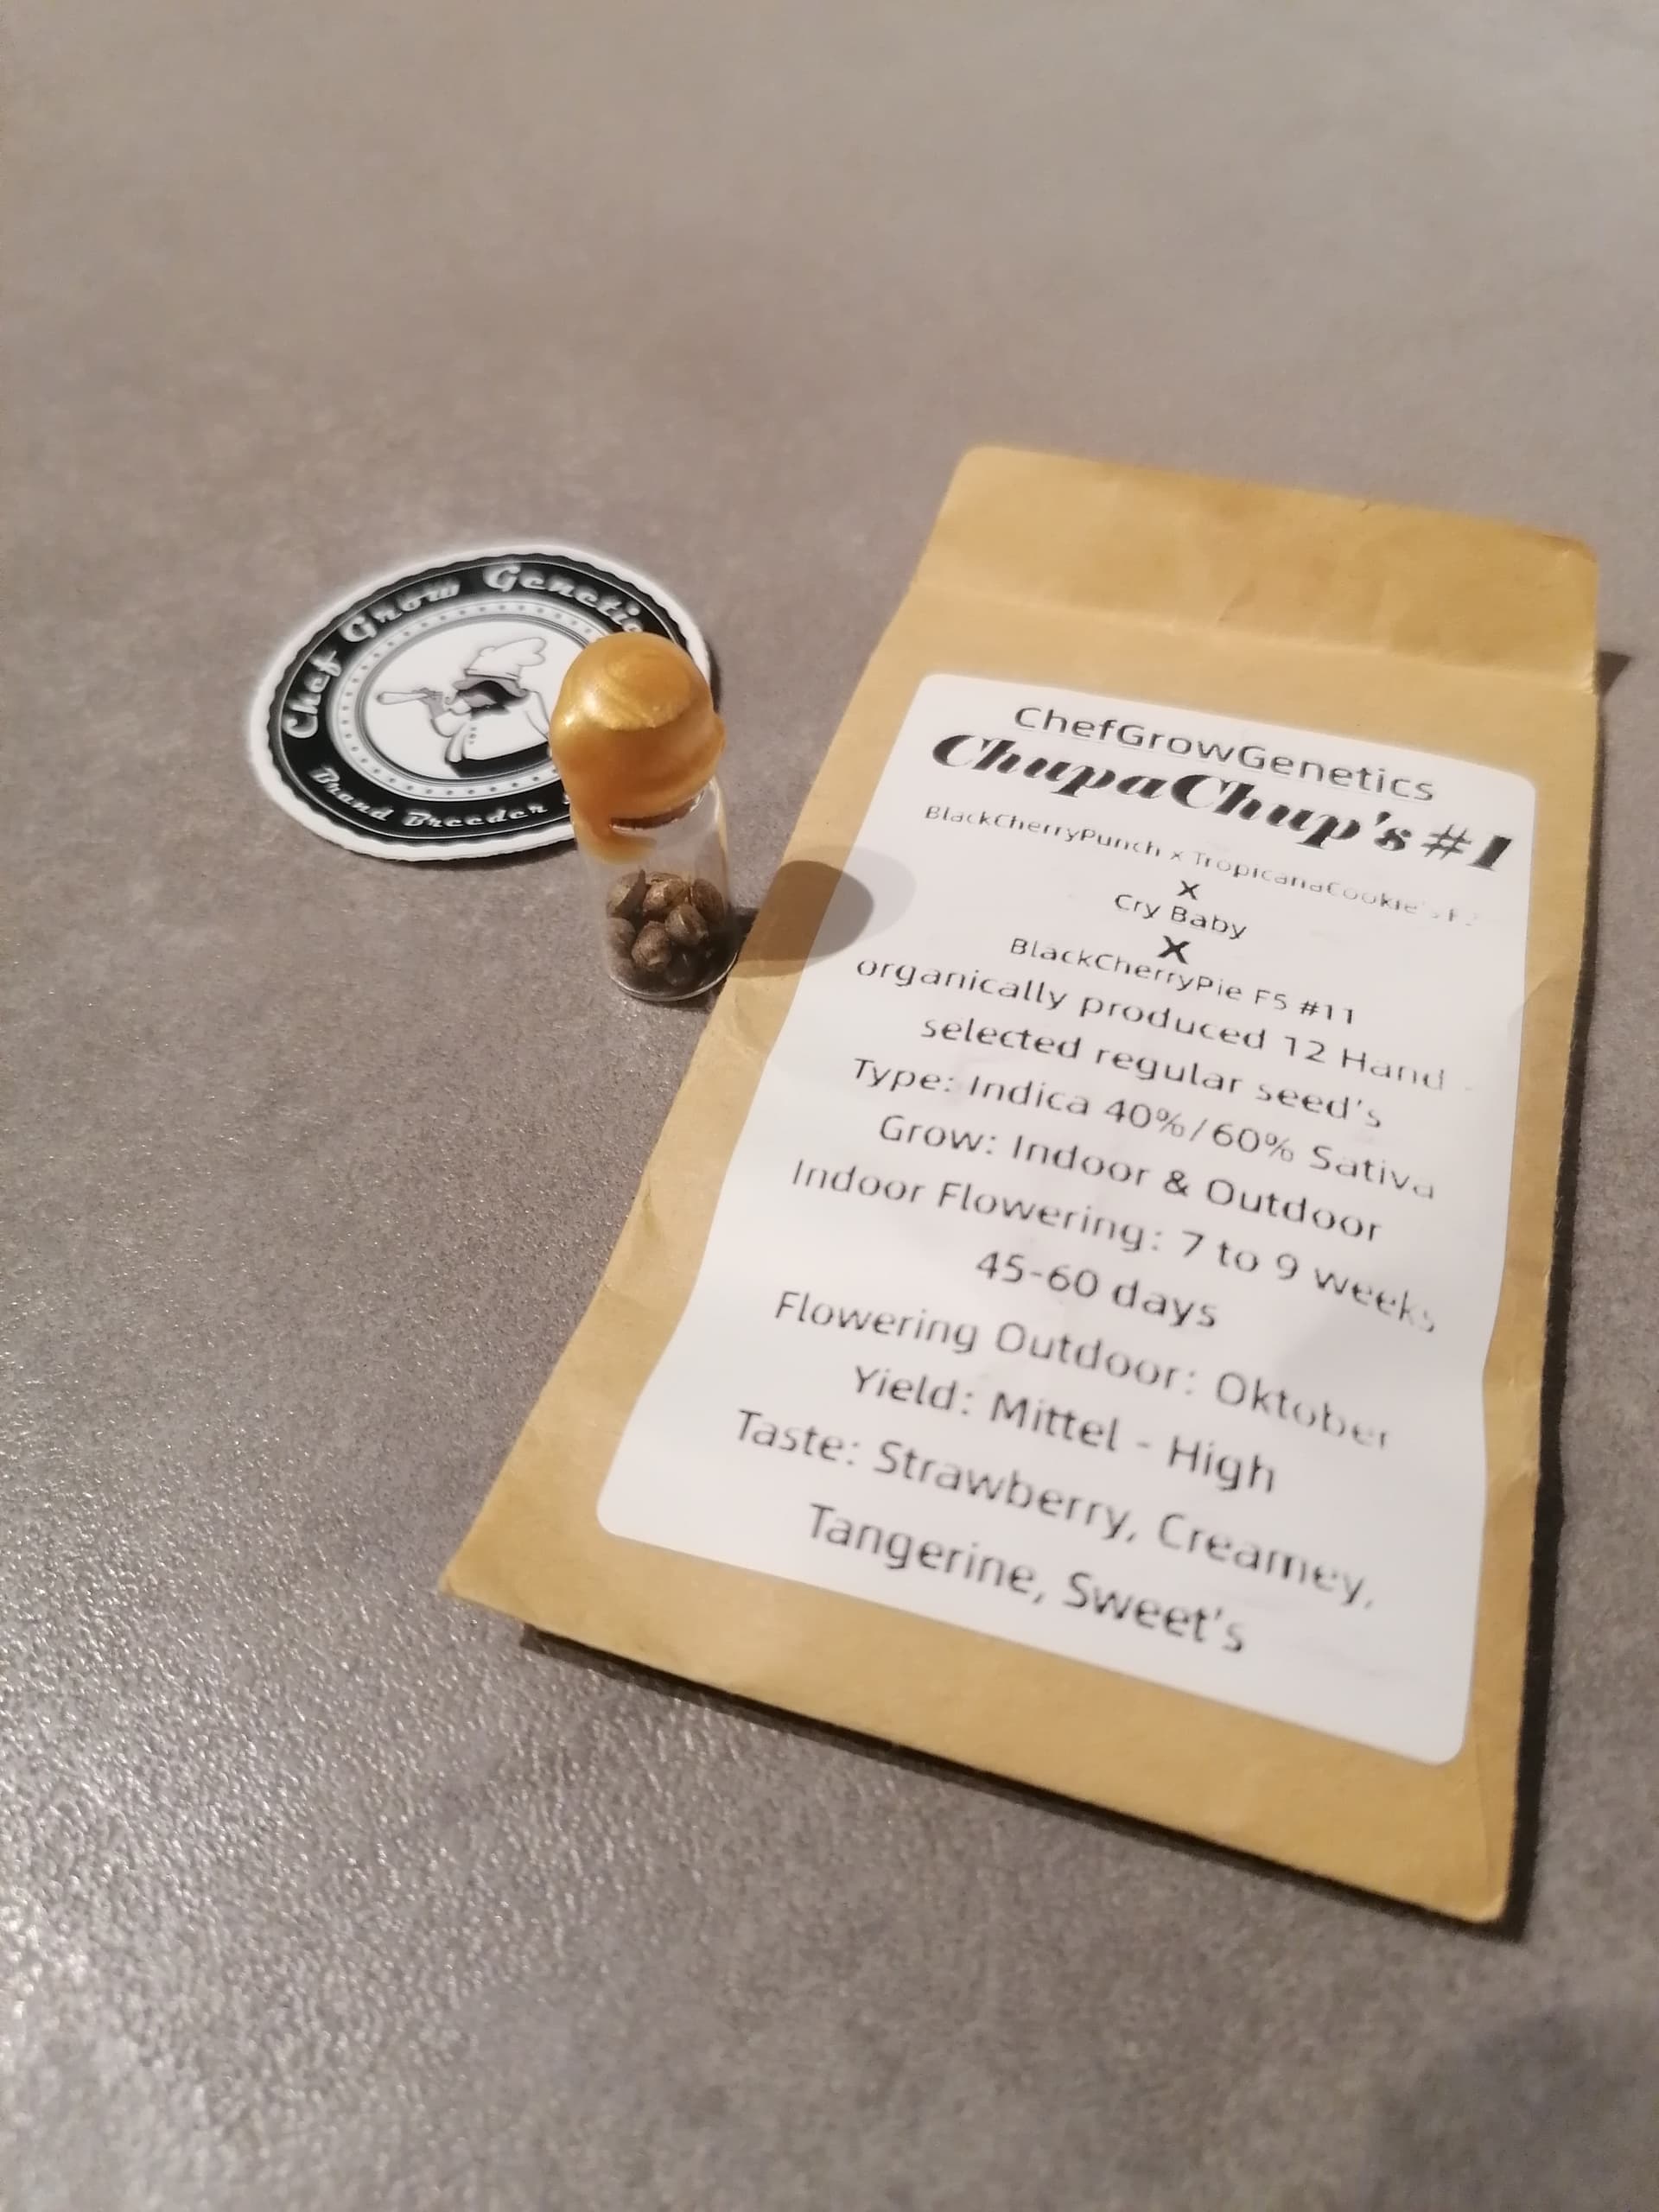 Chef Grow
Brand Breeder
ChefGrowGenetics
ChupaChup's #1
BlackCherryPunch x TropicanaCookie's
x
Cry Baby
X
BlackCherryPie F5 #11
organically produced 12 Hand -
selected regular seed's
Type: Indica 40%/60% Sativa
Grow: Indoor & Outdoor
Indoor Flowering: 7 to 9 weeks
45-60 days
Flowering Outdoor: Oktober
Yield: Mittel - High
Taste: Strawberry, Creamey,
Tangerine, Sweet's